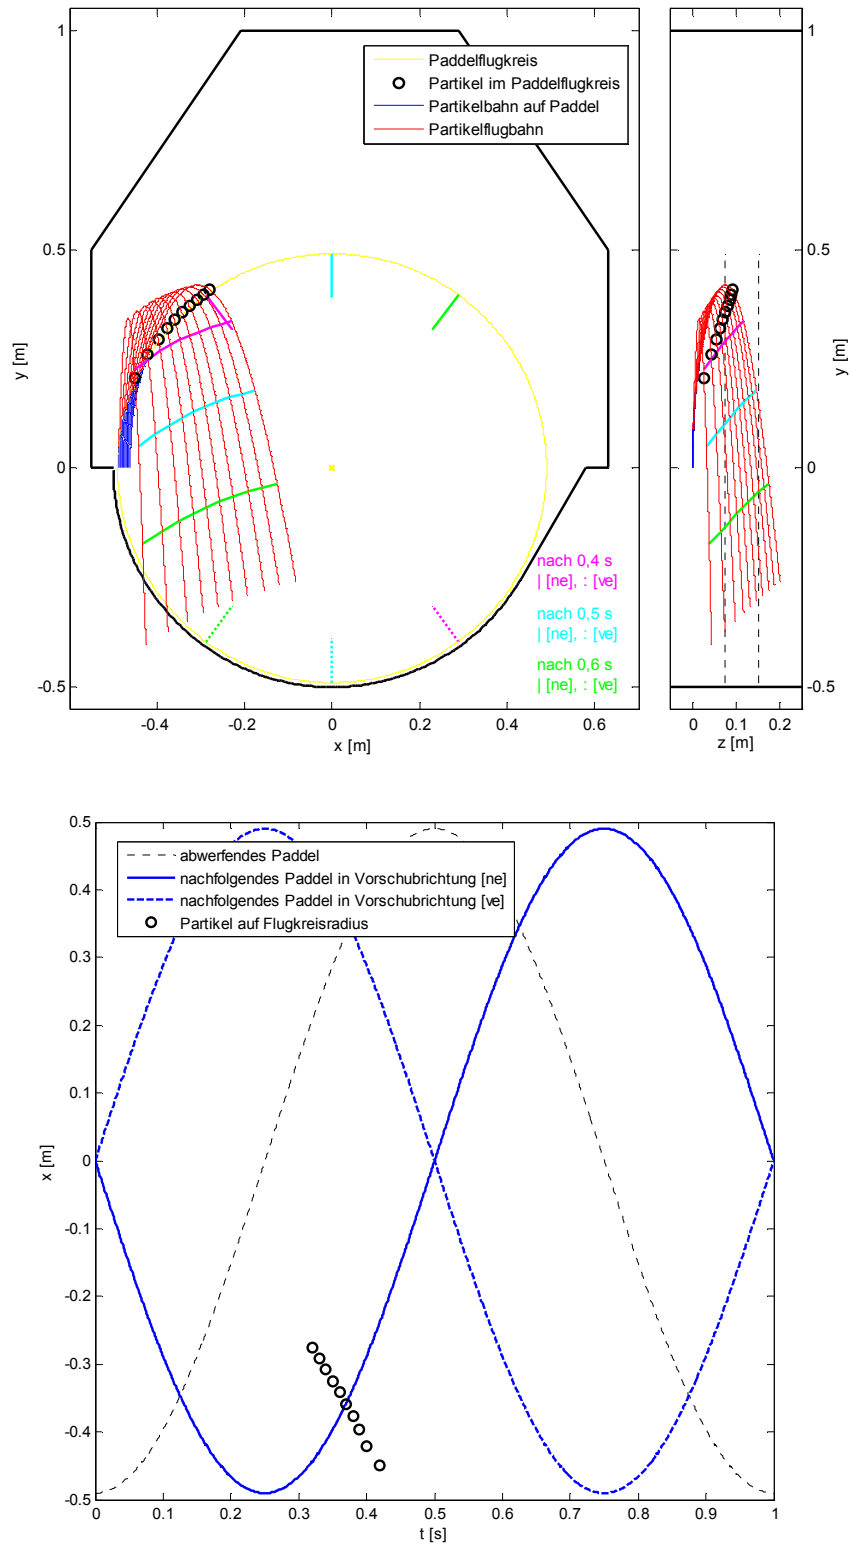 1
0.5
0
-0.5
y [m]
-0.4
-0.2
0
0.2
0.4
0.6
x [m]
Paddelflugkreis
Partikel im Paddelflugkreis
Partikelbahn auf Paddel
Partikelflugbahn
nach 0,4 s
| [ne], : [ve]
nach 0,5 s
| [ne], : [ve]
nach 0,6 s
| [ne], : [ve]
1
0.5
0
-0.5
y [m]
0
0.1
0.2
z [m]
0.5
0.4
0.3
0.2
0.1
0
-0.1
-0.2
-0.3
-0.4
-0.5
x [m]
abwerfendes Paddel
nachfolgendes Paddel in Vorschubrichtung [ne]
nachfolgendes Paddel in Vorschubrichtung [ve]
Partikel auf Flugkreisradius
0
0.1
0.2
0.3
0.4
0.5
0.6
0.7
0.8
0.9
1
t [s]